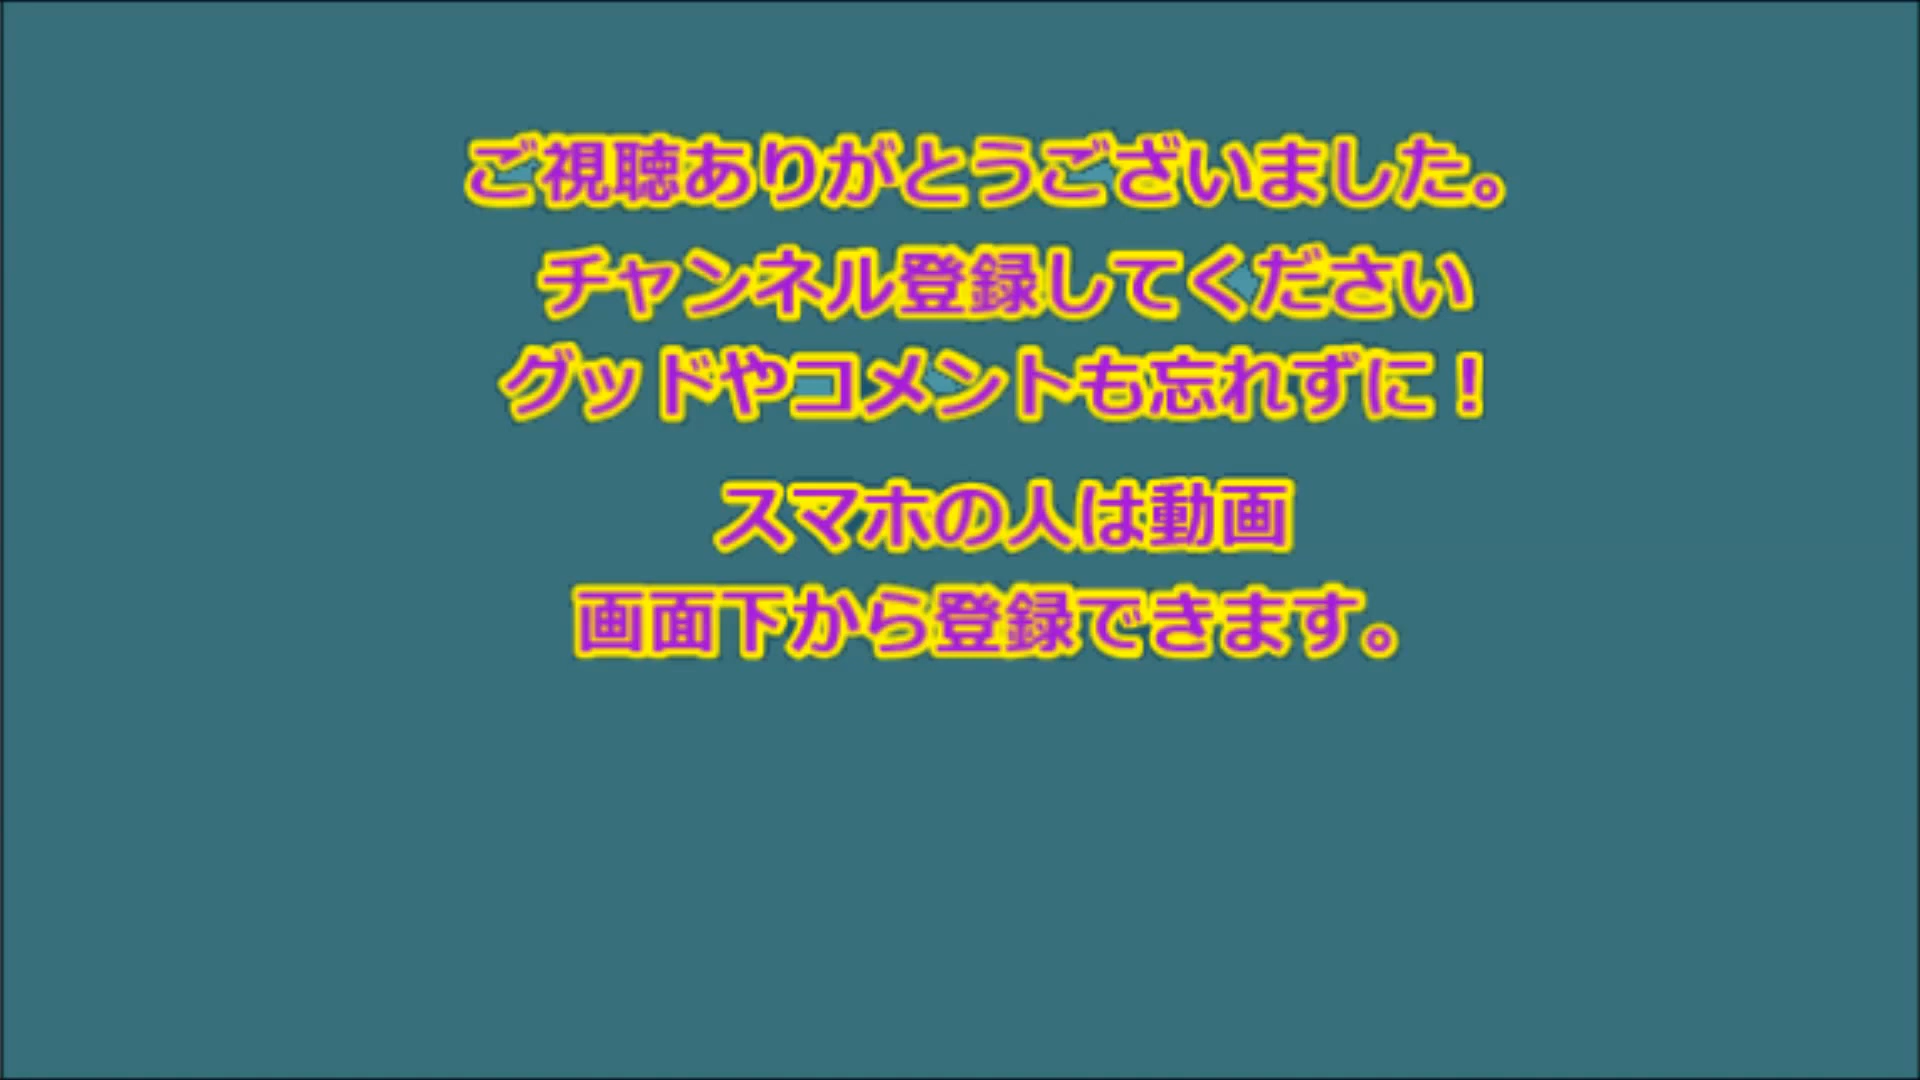 ご視聴ありがとうございました。
チャンネル登録してください
グッドやコメントも忘れずに！
スマホの人は動画
画面下から登録できます。